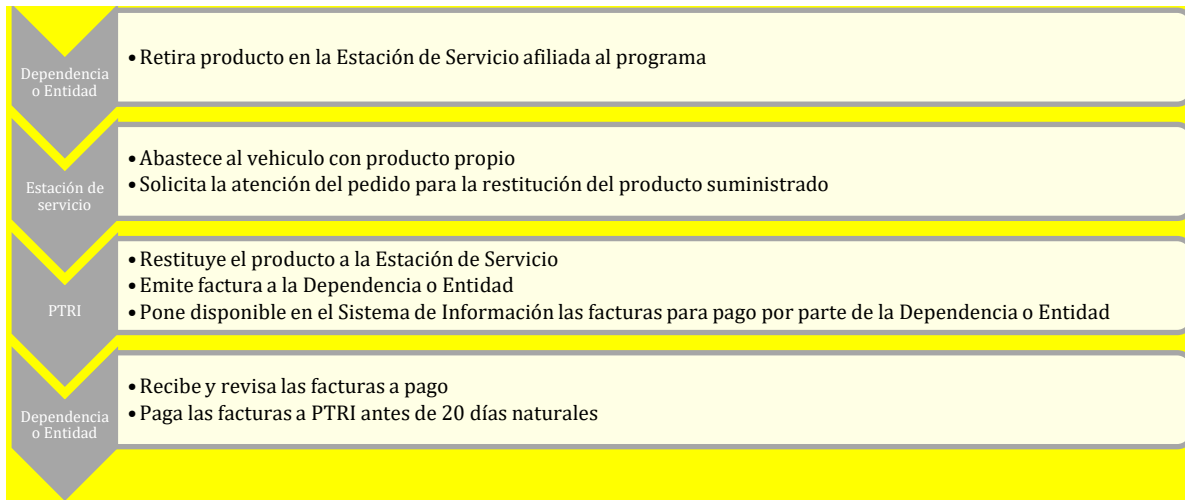 Dependencia
o Entidad
• Retira producto en la Estación de Servicio afiliada al programa
Estación de
servicio
• Abastece al vehiculo con producto propio
• Solicita la atención del pedido para la restitución del producto suministrado
PTRI
• Restituye el producto a la Estación de Servicio
• Emite factura a la Dependencia o Entidad
• Pone disponible en el Sistema de Información las facturas para pago por parte de la Dependencia o Entidad
Dependencia
o Entidad
• Recibe y revisa las facturas a pago
• Paga las facturas a PTRI antes de 20 días naturales